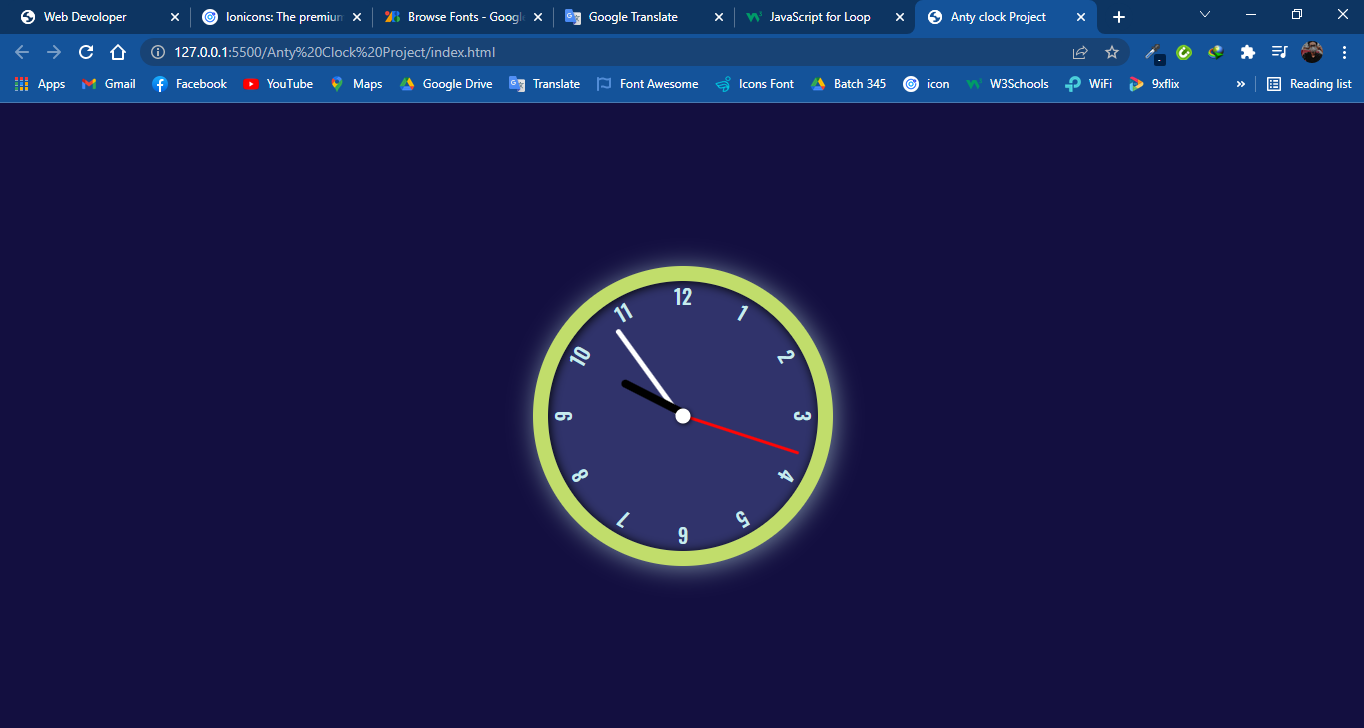 Web Devoloper
Ionicons: The premium
Browse Fonts - Google
Google Translate
JavaScript for Loop
Anty clock Project
127.0.0.1:5500/Anty%20Clock%20Project/index.html
Apps
Gmail
Facebook
YouTube
Maps
Google Drive
Translate
Font Awesome
Icons Font
Batch 345
icon
W3Schools
WiFi
9xflix
»
Reading list
12
1
2
3
4
5
6
7
8
9
10
11